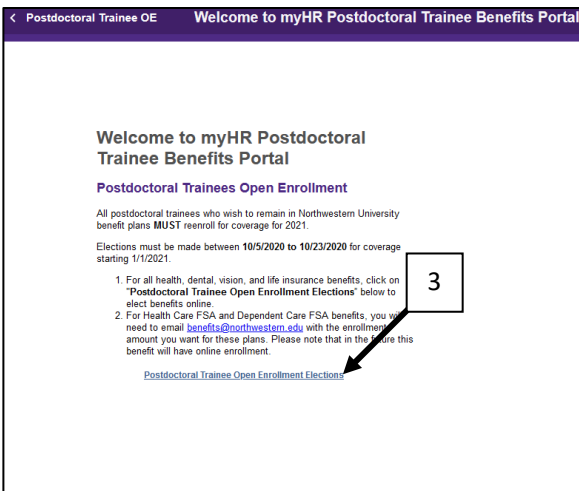 < Postdoctoral Trainee OE Welcome to myHR Postdoctoral Trainee Benefits Portal
Welcome to myHR Postdoctoral
Trainee Benefits Portal
Postdoctoral Trainees Open Enrollment
All postdoctoral trainees who wish to remain in Northwestern University
benefit plans MUST reenroll for coverage for 2021.
Elections must be made between 10/5/2020 to 10/23/2020 for coverage
starting 1/1/2021.
1. For all health, dental, vision, and life insurance benefits, click on
"Postdoctoral Trainee Open Enrollment Elections" below to
elect benefits online.
2. For Health Care FSA and Dependent Care FSA benefits, you will
need to email benefits@northwestern.edu with the enrollment
amount you want for these plans. Please note that in the future this
benefit will have online enrollment.
3
Postdoctoral Trainee Open Enrollment Elections